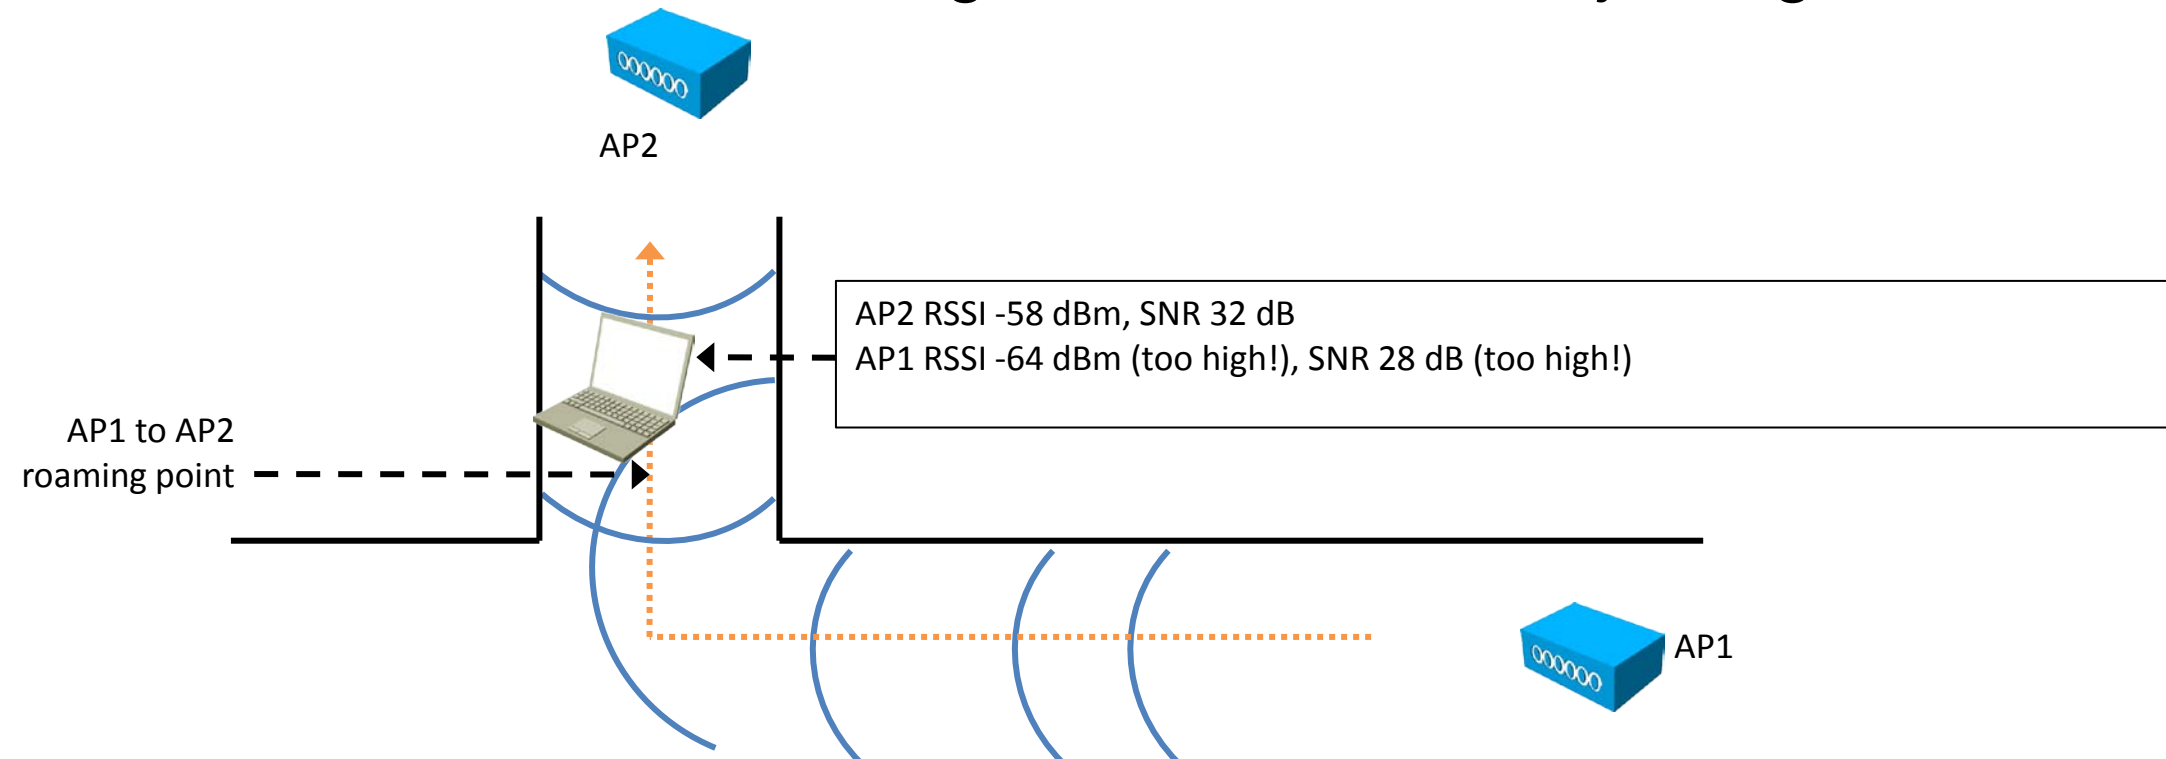 AP2
AP2 RSSI -58 dBm, SNR 32 dB
AP1 RSSI -64 dBm (too high!), SNR 28 dB (too high!)
AP1 to AP2
roaming point
AP1